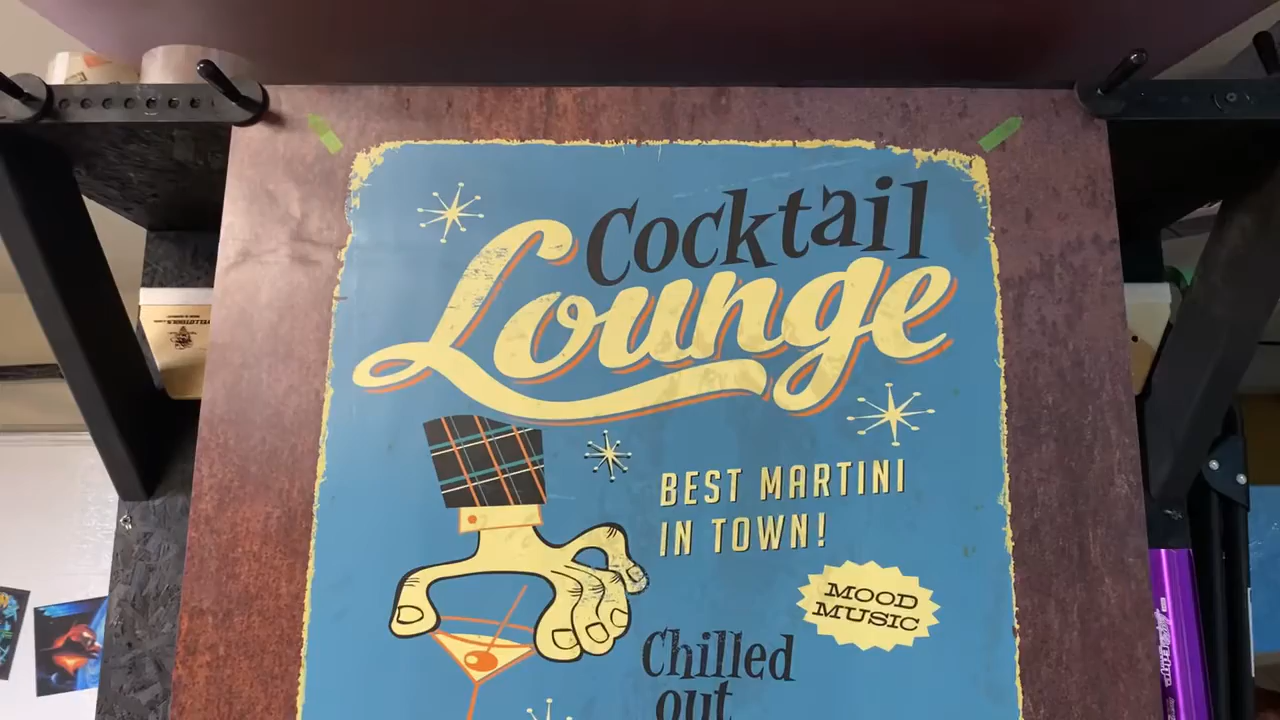 Cocktail
Lounge
BEST MARTINI
IN TOWN!
MOOD
MUSIC
Chilled
out